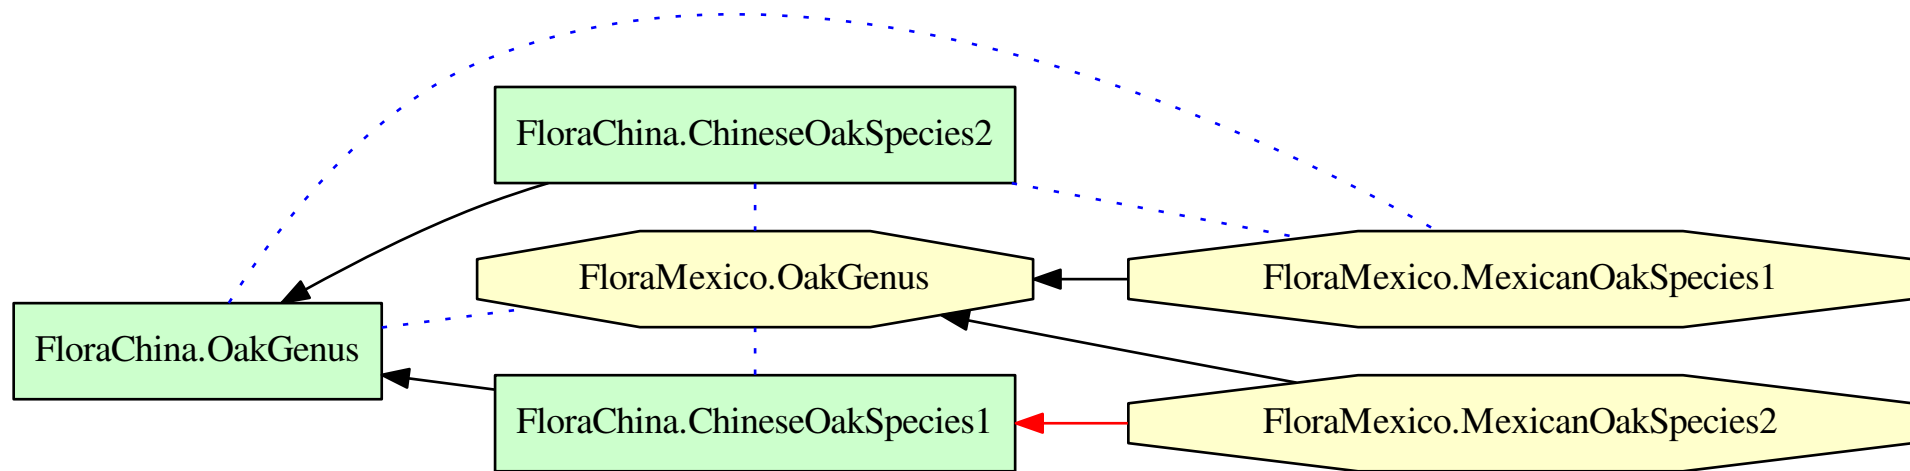 FloraChina.ChineseOakSpecies2
FloraMexico.OakGenus
FloraMexico.MexicanOakSpecies1
FloraChina.OakGenus
FloraChina.ChineseOakSpecies1
FloraMexico.MexicanOakSpecies2